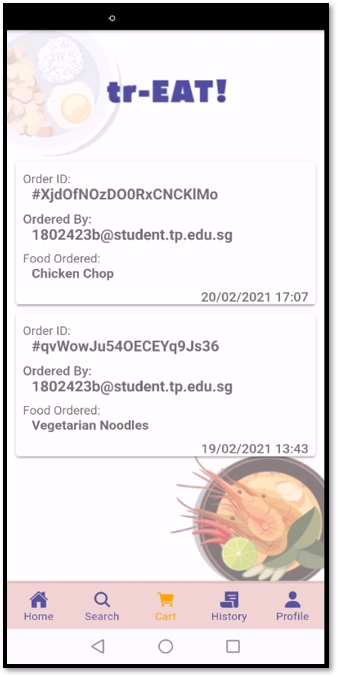 tr-EAT!
Order ID:
#XjdOfNOzDO0RxCNCKlMo
Ordered By:
1802423b@student.tp.edu.sg
Food Ordered:
Chicken Chop
20/02/2021 17:07
Order ID:
#qvWowJu54OECEYq9Js36
Ordered By:
1802423b@student.tp.edu.sg
Food Ordered:
Vegetarian Noodles
19/02/2021 13:43
Home Search Cart History Profile